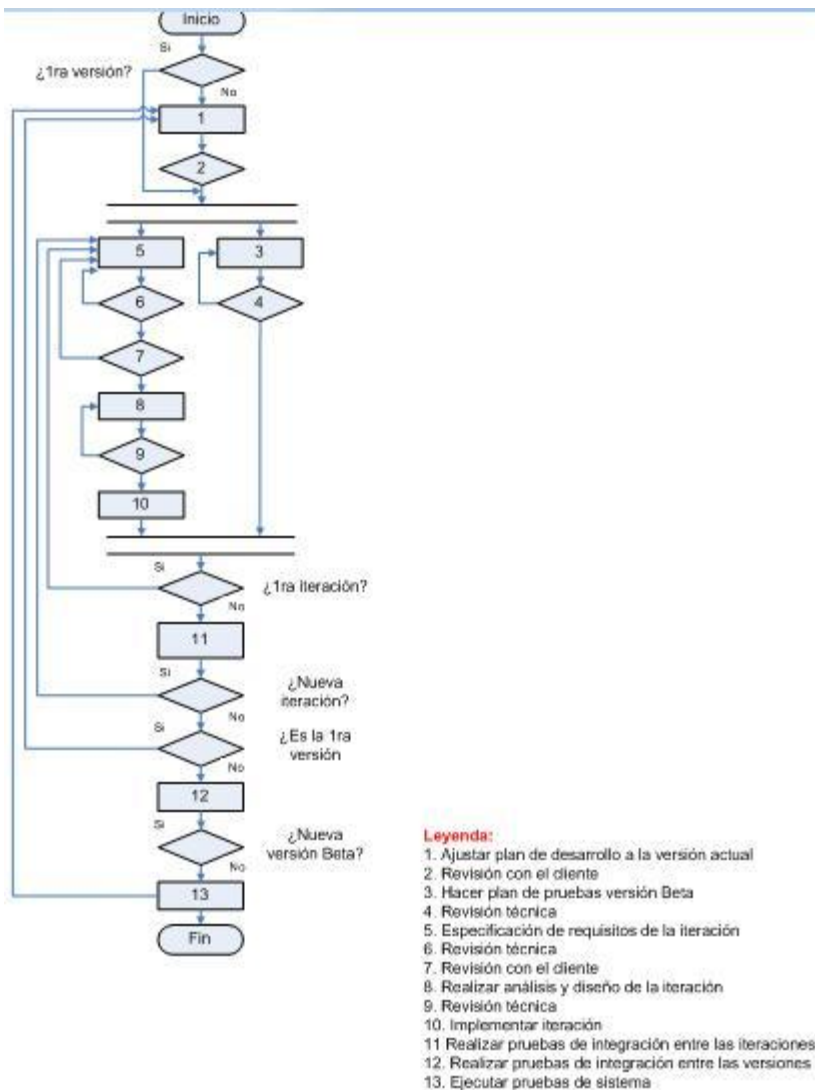 Inicio
Si
¿1ra versión?
No
1
2
5
3
6
4
7
8
9
10
Si
¿1ra iteración?
No
11
Si
¿Nueva
iteración?
No
Si
¿Es la 1ra
versión
No
12
Si
¿Nueva
versión Beta?
No
13
Fin
Leyenda:
1. Ajustar plan de desarrollo a la versión actual
2. Revisión con el cliente
3. Hacer plan de pruebas versión Beta
4. Revisión técnica
5. Especificación de requisitos de la iteración
6. Revisión técnica
7. Revisión con el cliente
8. Realizar análisis y diseño de la iteración
9. Revisión técnica
10. Implementar iteración
11 Realizar pruebas de integración entre las iteraciones
12. Realizar pruebas de integración entre las versiones
13. Ejecutar pruebas de sistema